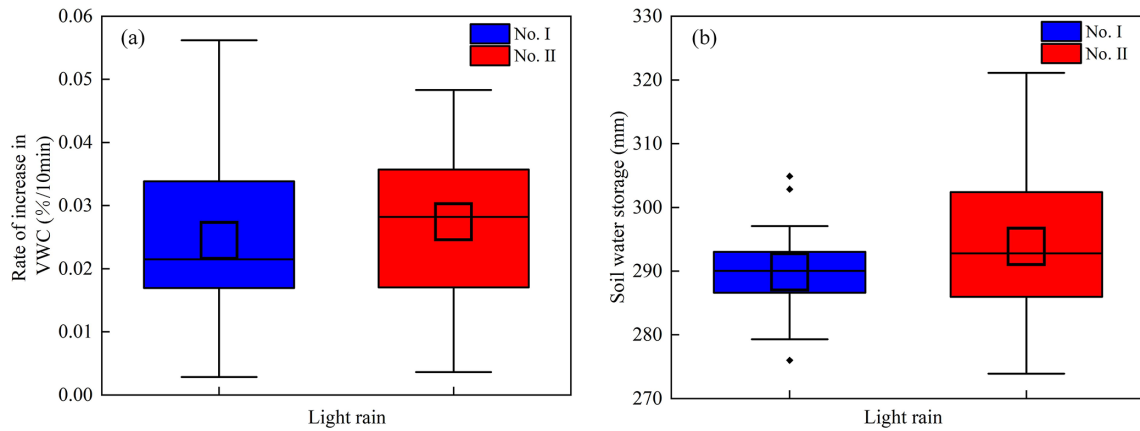 (a)
No. I
No. II
Rate of increase in
VWC (%/10min)
0.06
0.05
0.04
0.03
0.02
0.01
0.00
Light rain
(b)
No. I
No. II
Soil water storage (mm)
330
320
310
300
290
280
270
Light rain